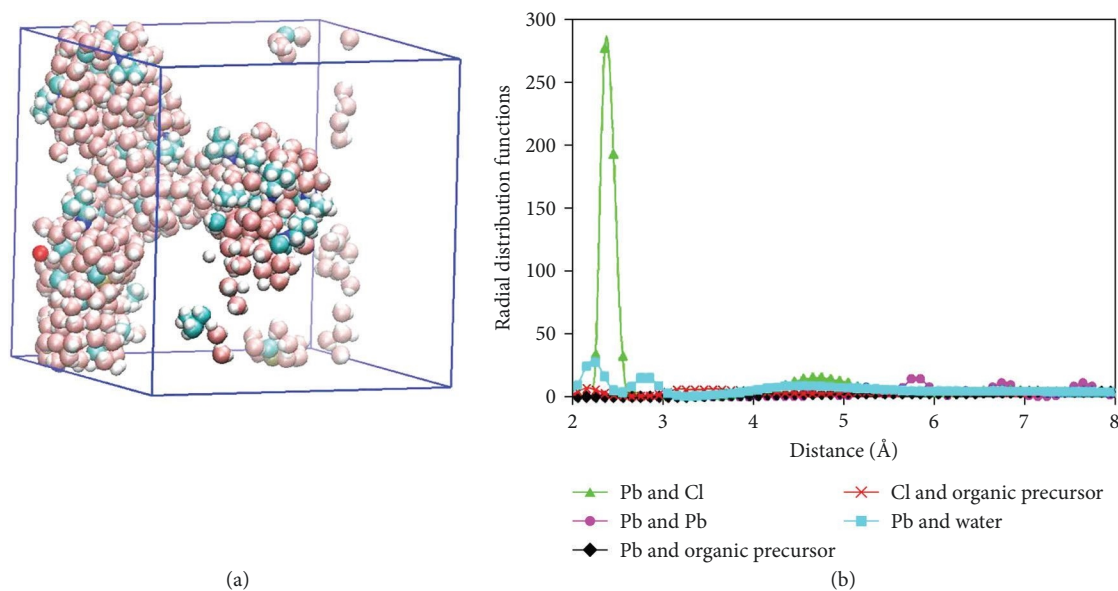 (b)
Radial distribution functions
300
250
200
150
100
50
0
2
3
4
5
6
7
8
Distance (Å)
Pb and Cl
Pb and Pb
Pb and organic precursor
Cl and organic precursor
Pb and water
(a)
(b)